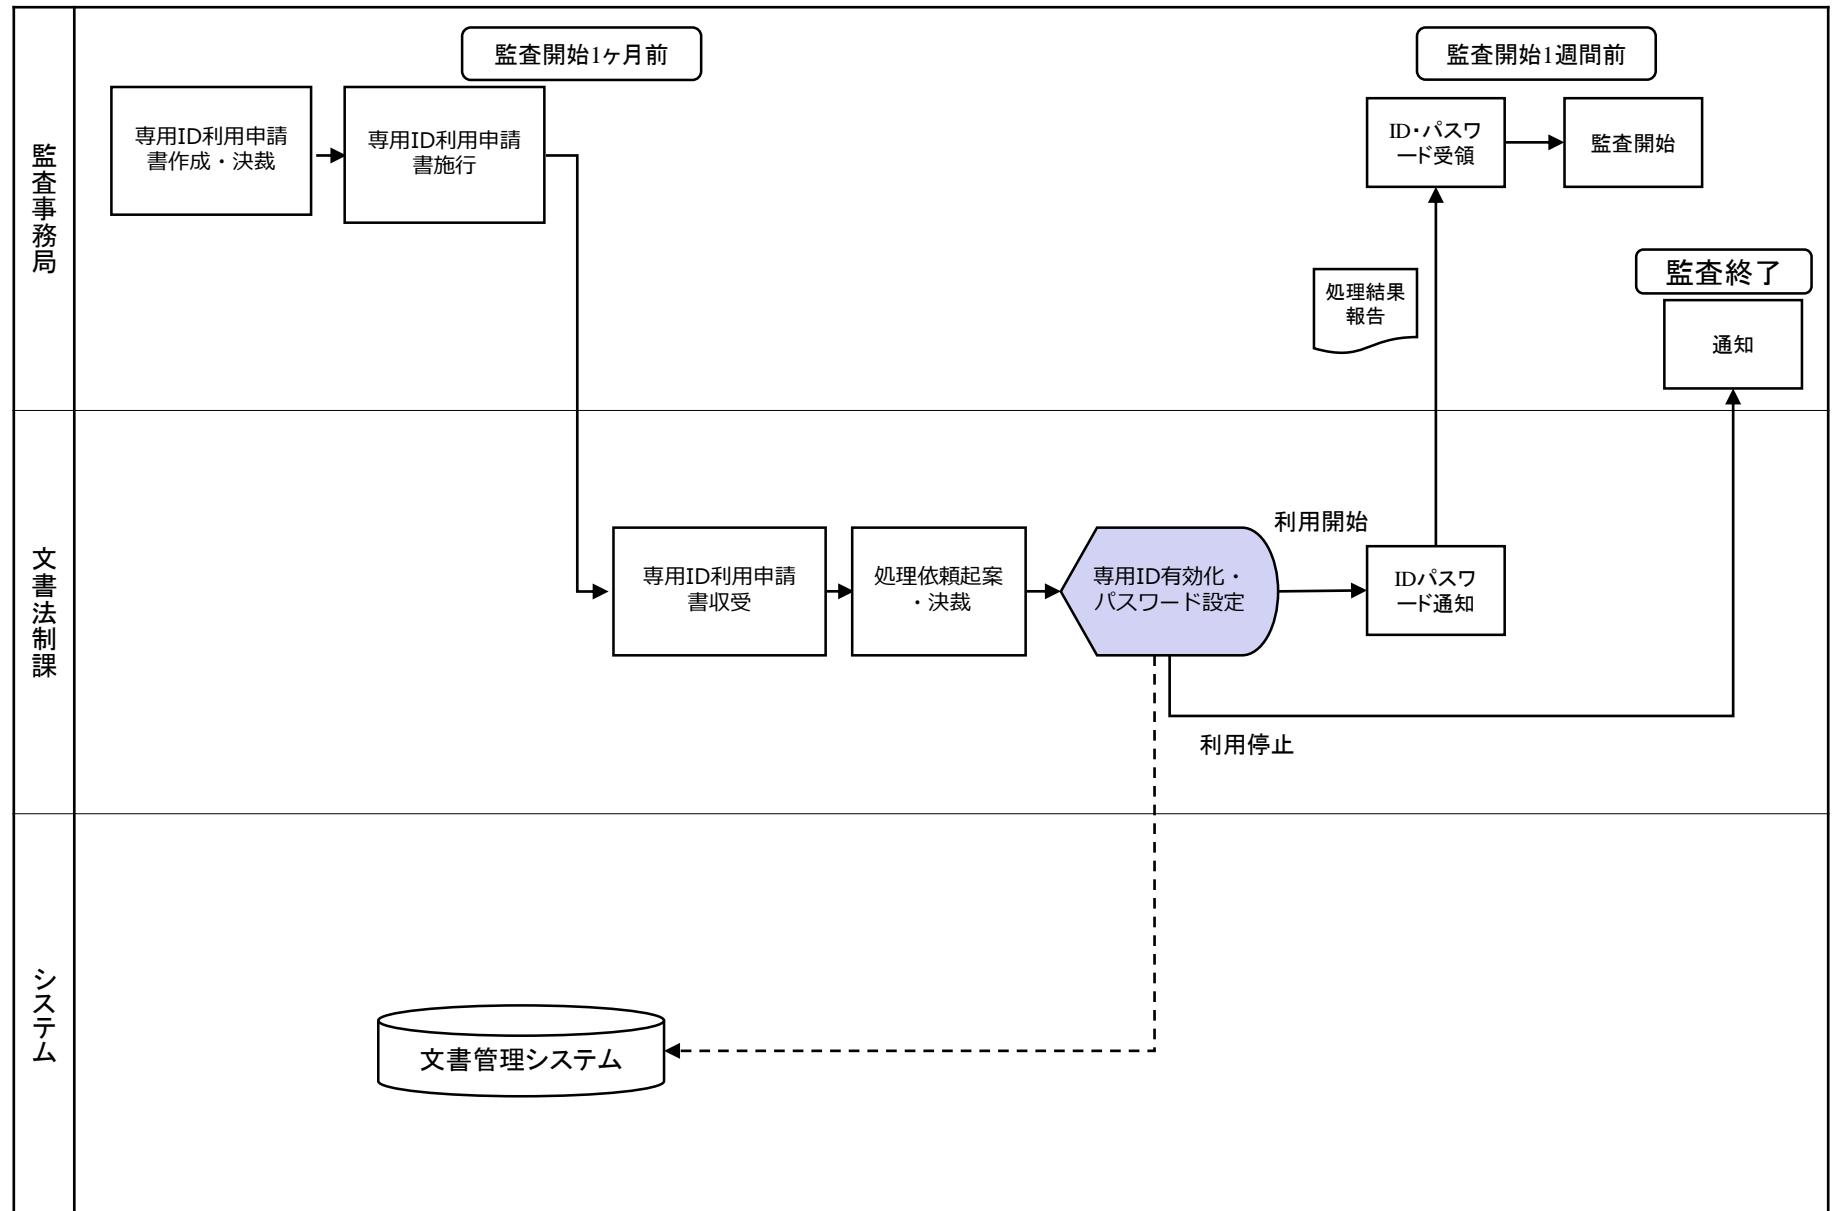 監査事務局
監査開始1ヶ月前
監査開始1週間前
専用ID利用申請
書作成・決裁
専用ID利用申請
書施行
ID・パスワ
ード受領
監査開始
処理結果
報告
監査終了
通知
文書法制課
利用開始
専用ID利用申請
書収受
処理依頼起案
・決裁
専用ID有効化・
パスワード設定
IDパスワ
ード通知
利用停止
システム
文書管理システム